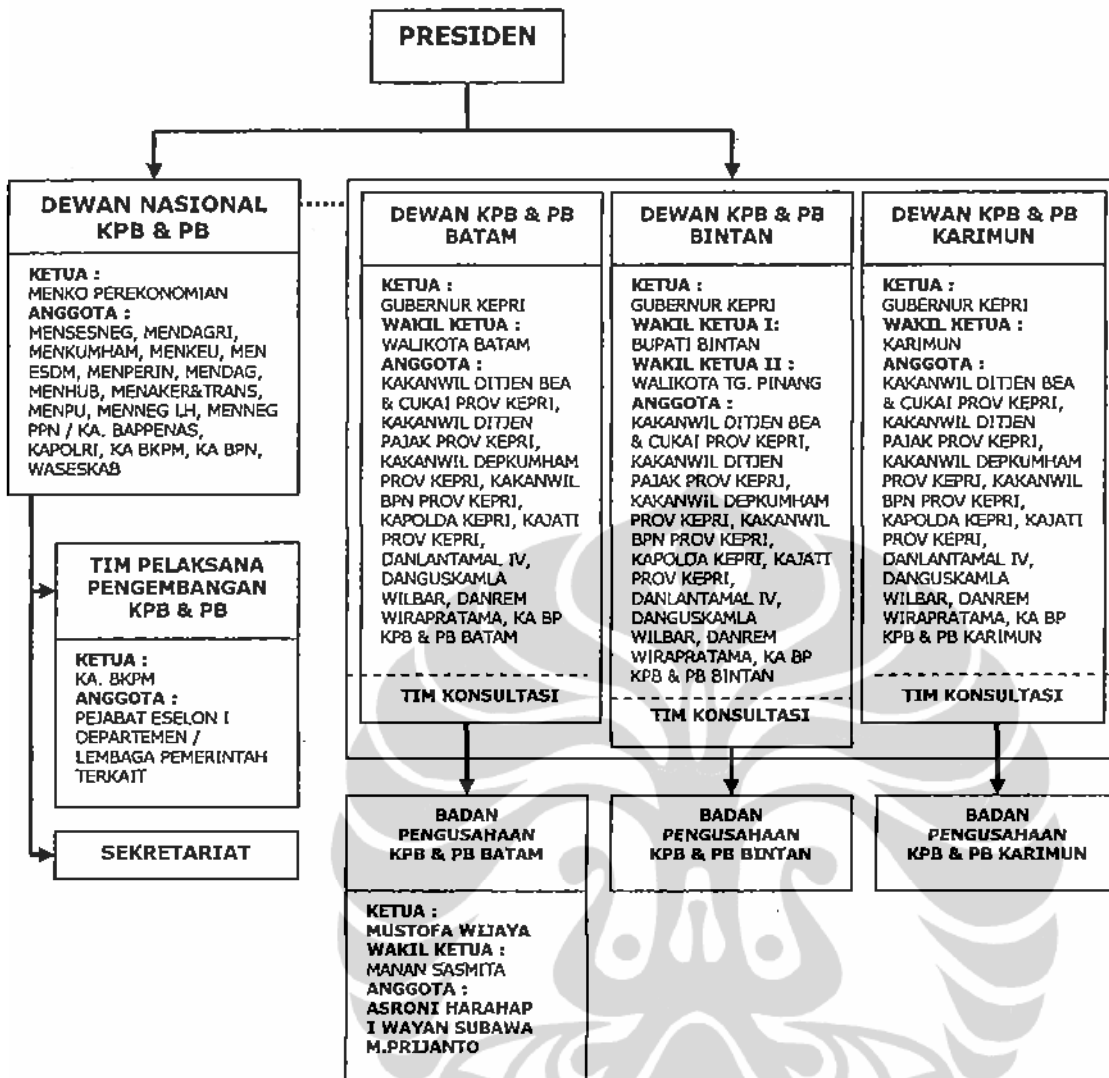 PRESIDEN
DEWAN NASIONAL
KPB & PB
KETUA :
MENKO PEREKONOMIAN
ANGGOTA :
MENSESNEG, MENDAGRI,
MENKUMHAM, MENKEU, MEN
ESDM, MENPERIN, MENDAG,
MENHUB, MENAKER&TRANS,
MENPU, MENNEG LH, MENNEG
PPN / KA. BAPPENAS,
KAPOLRI, KA BKPM, KA BPN,
WASESKAB
TIM PELAKSANA
PENGEMBANGAN
KPB & PB
KETUA :
KA. BKPM
ANGGOTA :
PEJABAT ESELON I
DEPARTEMEN /
LEMBAGA PEMERINTAH
TERKAIT
SEKRETARIAT
DEWAN KPB & PB
BATAM
KETUA :
GUBERNUR KEPRI
WAKIL KETUA :
WALIKOTA BATAM
ANGGOTA :
KAKANWIL DITJEN BEA
& CUKAI PROV KEPRI,
KAKANWIL DITJEN
PAJAK PROV KEPRI,
KAKANWIL DEPKUMHAM
PROV KEPRI, KAKANWIL
BPN PROV KEPRI,
KAPOLDA KEPRI, KAJATI
PROV KEPRI,
DANLANTAMAL IV,
DANGUSKAMLA
WILBAR, DANREM
WIRAPRATAMA, KA BP
KPB & PB BATAM
TIM KONSULTASI
DEWAN KPB & PB
BINTAN
KETUA :
GUBERNUR KEPRI
WAKIL KETUA I:
BUPATI BINTAN
WAKIL KETUA II :
WALIKOTA TG. PINANG
ANGGOTA :
KAKANWIL DITJEN BEA
& CUKAI PROV KEPRI,
KAKANWIL DITJEN
PAJAK PROV KEPRI,
KAKANWIL DEPKUMHAM
PROV KEPRI, KAKANWIL
BPN PROV KEPRI,
KAPOLDA KEPRI, KAJATI
PROV KEPRI,
DANLANTAMAL IV,
DANGUSKAMLA
WILBAR, DANREM
WIRAPRATAMA, KA BP
KPB & PB BINTAN
TIM KONSULTASI
DEWAN KPB & PB
KARIMUN
KETUA :
GUBERNUR KEPRI
WAKIL KETUA :
KARIMUN
ANGGOTA :
KAKANWIL DITJEN BEA
& CUKAI PROV KEPRI,
KAKANWIL DITJEN
PAJAK PROV KEPRI,
KAKANWIL DEPKUMHAM
PROV KEPRI, KAKANWIL
BPN PROV KEPRI,
KAPOLDA KEPRI, KAJATI
PROV KEPRI,
DANLANTAMAL IV,
DANGUSKAMLA
WILBAR, DANREM
WIRAPRATAMA, KA BP
KPB & PB KARIMUN
TIM KONSULTASI
BADAN
PENGUSAHAAN
KPB & PB BATAM
KETUA :
MUSTOFA WIJAYA
WAKIL KETUA :
MANAN SASMITA
ANGGOTA :
ASRONI HARAHAP
I WAYAN SUBAWA
M.PRIJANTO
BADAN
PENGUSAHAAN
KPB & PB BINTAN
BADAN
PENGUSAHAAN
KPB & PB KARIMUN